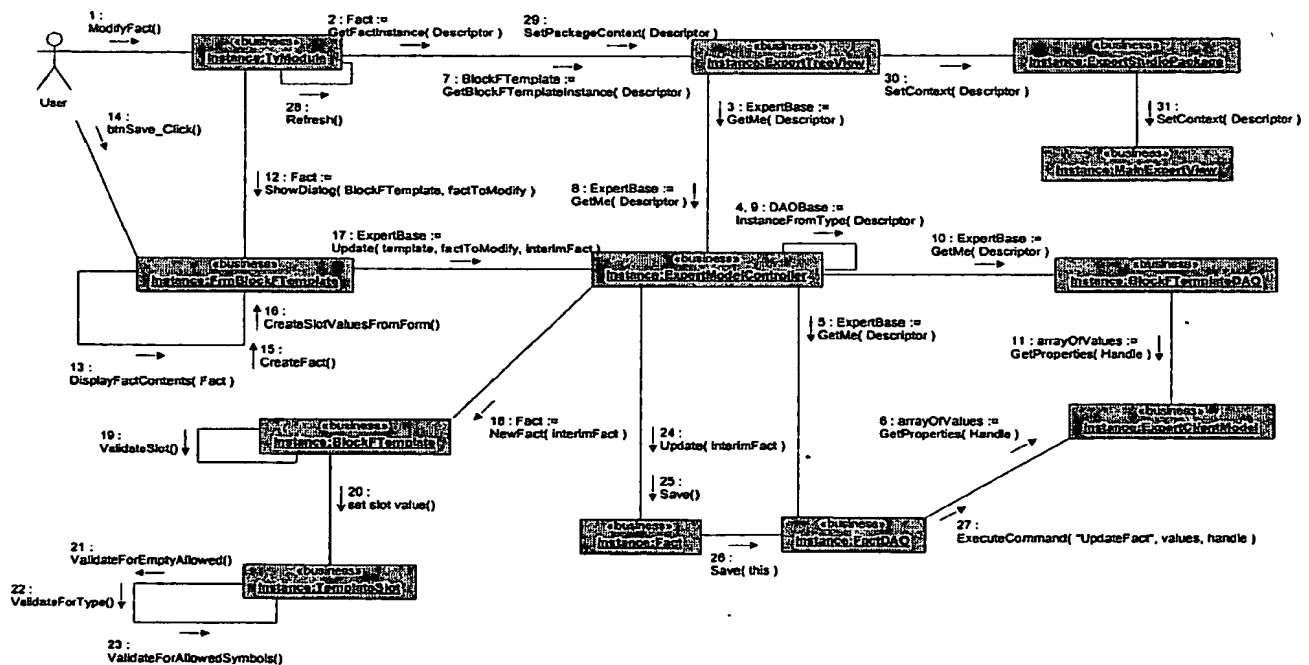 1 :
ModifyFact()
2 : Fact :=
GetFactInstance( Descriptor )
29 :
SetPackageContext( Descriptor )
«business»
Instance:TvModule
«business»
Instance:ExpertTreeView
«business»
Instance:ExpertStudioPackage
User
28 :
Refresh()
7 : BlockFTemplate :=
GetBlockFTemplateInstance( Descriptor )
30 :
SetContext( Descriptor )
3 : ExpertBase :=
GetMe( Descriptor )
31 :
SetContext( Descriptor )
14 :
btnSave_Click()
«business»
Instance:MainExpertView
12 : Fact :=
ShowDialog( BlockFTemplate, factToModify )
8 : ExpertBase :=
GetMe( Descriptor )
4, 9 : DAOBase :=
InstanceFromType( Descriptor )
17 : ExpertBase :=
Update( template, factToModify, interimFact )
10 : ExpertBase :=
GetMe( Descriptor )
«business»
Instance:FrmBlockFTemplate
«business»
Instance:ExpertModelController
«business»
Instance:BlockFTemplateDAO
16 :
CreateSlotValuesFromForm()
15 :
CreateFact()
5 : ExpertBase :=
GetMe( Descriptor )
11 : arrayOfValues :=
GetProperties( Handle )
13 :
DisplayFactContents( Fact )
«business»
Instance:BlockFTemplate
18 : Fact :=
NewFact( interimFact )
19 :
ValidateSlot()
24 :
Update( interimFact )
6 : arrayOfValues :=
GetProperties( Handle )
«business»
Instance:ExpertClientModel
25 :
Save()
20 :
set slot value()
«business»
Instance:Fact
«business»
Instance:FactDAO
26 :
Save( this )
27 :
ExecuteCommand( "UpdateFact", values, handle )
21 :
ValidateForEmptyAllowed()
«business»
Instance:TemplateSlot
22 :
ValidateForType()
23 :
ValidateForAllowedSymbols()